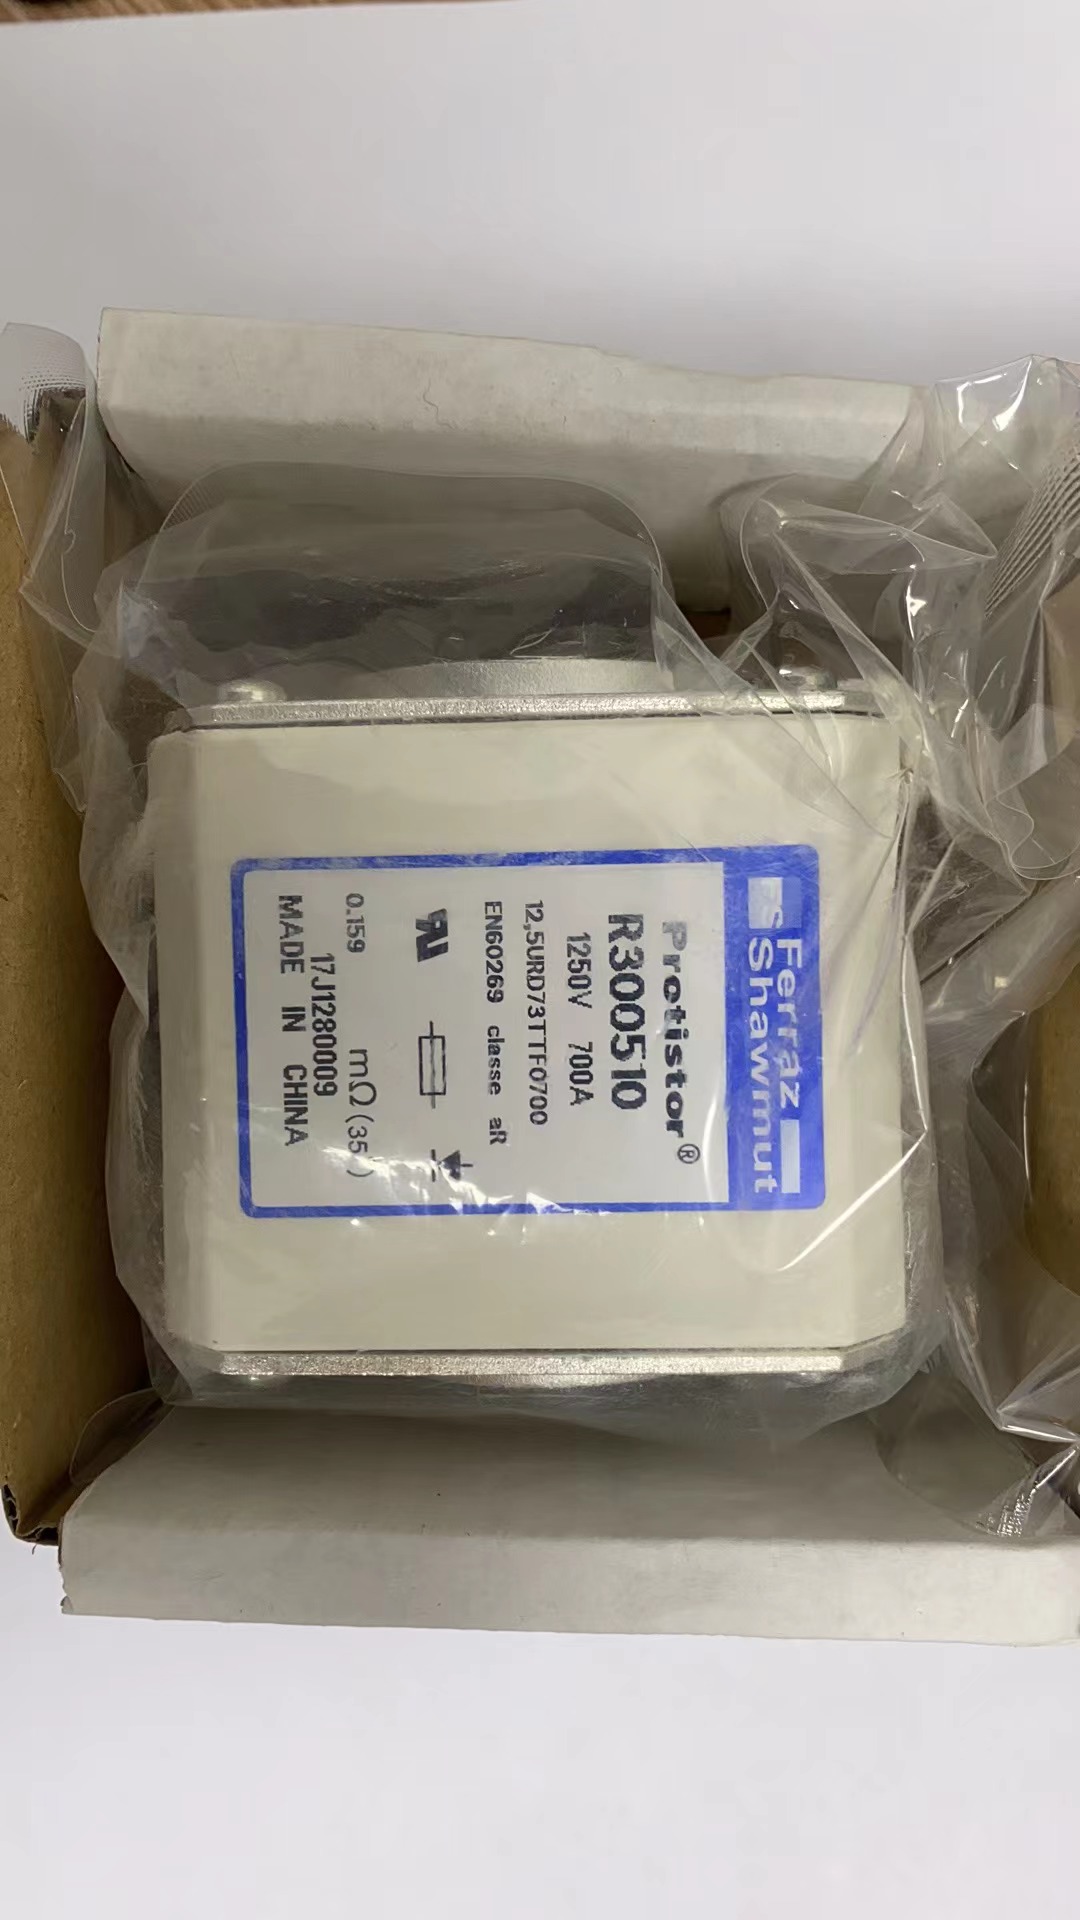 Ferraz
FS Shawmut
Protistor®
R300510
1250V 700A
12,5URD73TTF0700
EN60269 classe aR
0.159 mΩ(35 )
17J1280009
MADE IN CHINA